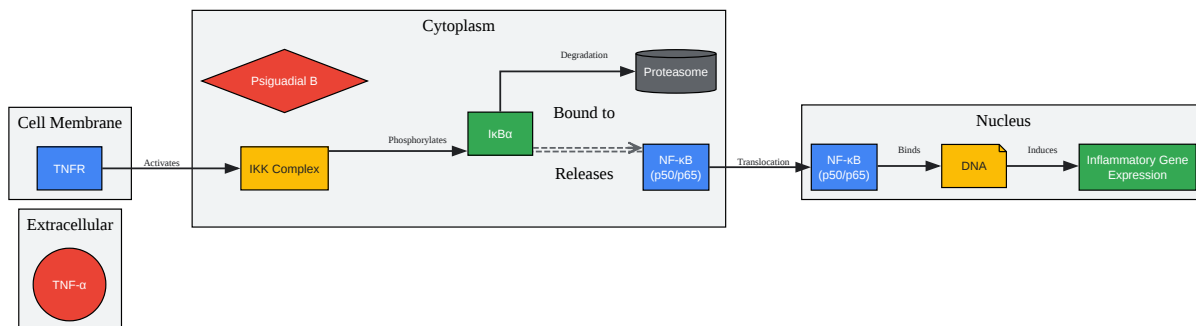 Cytoplasm
Psiguadial B
Degradation
Proteasome
Cell Membrane
TNFR
Activates
IKK Complex
Phosphorylates
IκBα
Bound to
Releases
NF-κB
(p50/p65)
Translocation
Nucleus
NF-κB
(p50/p65)
Binds
DNA
Induces
Inflammatory Gene
Expression
Extracellular
TNF-α